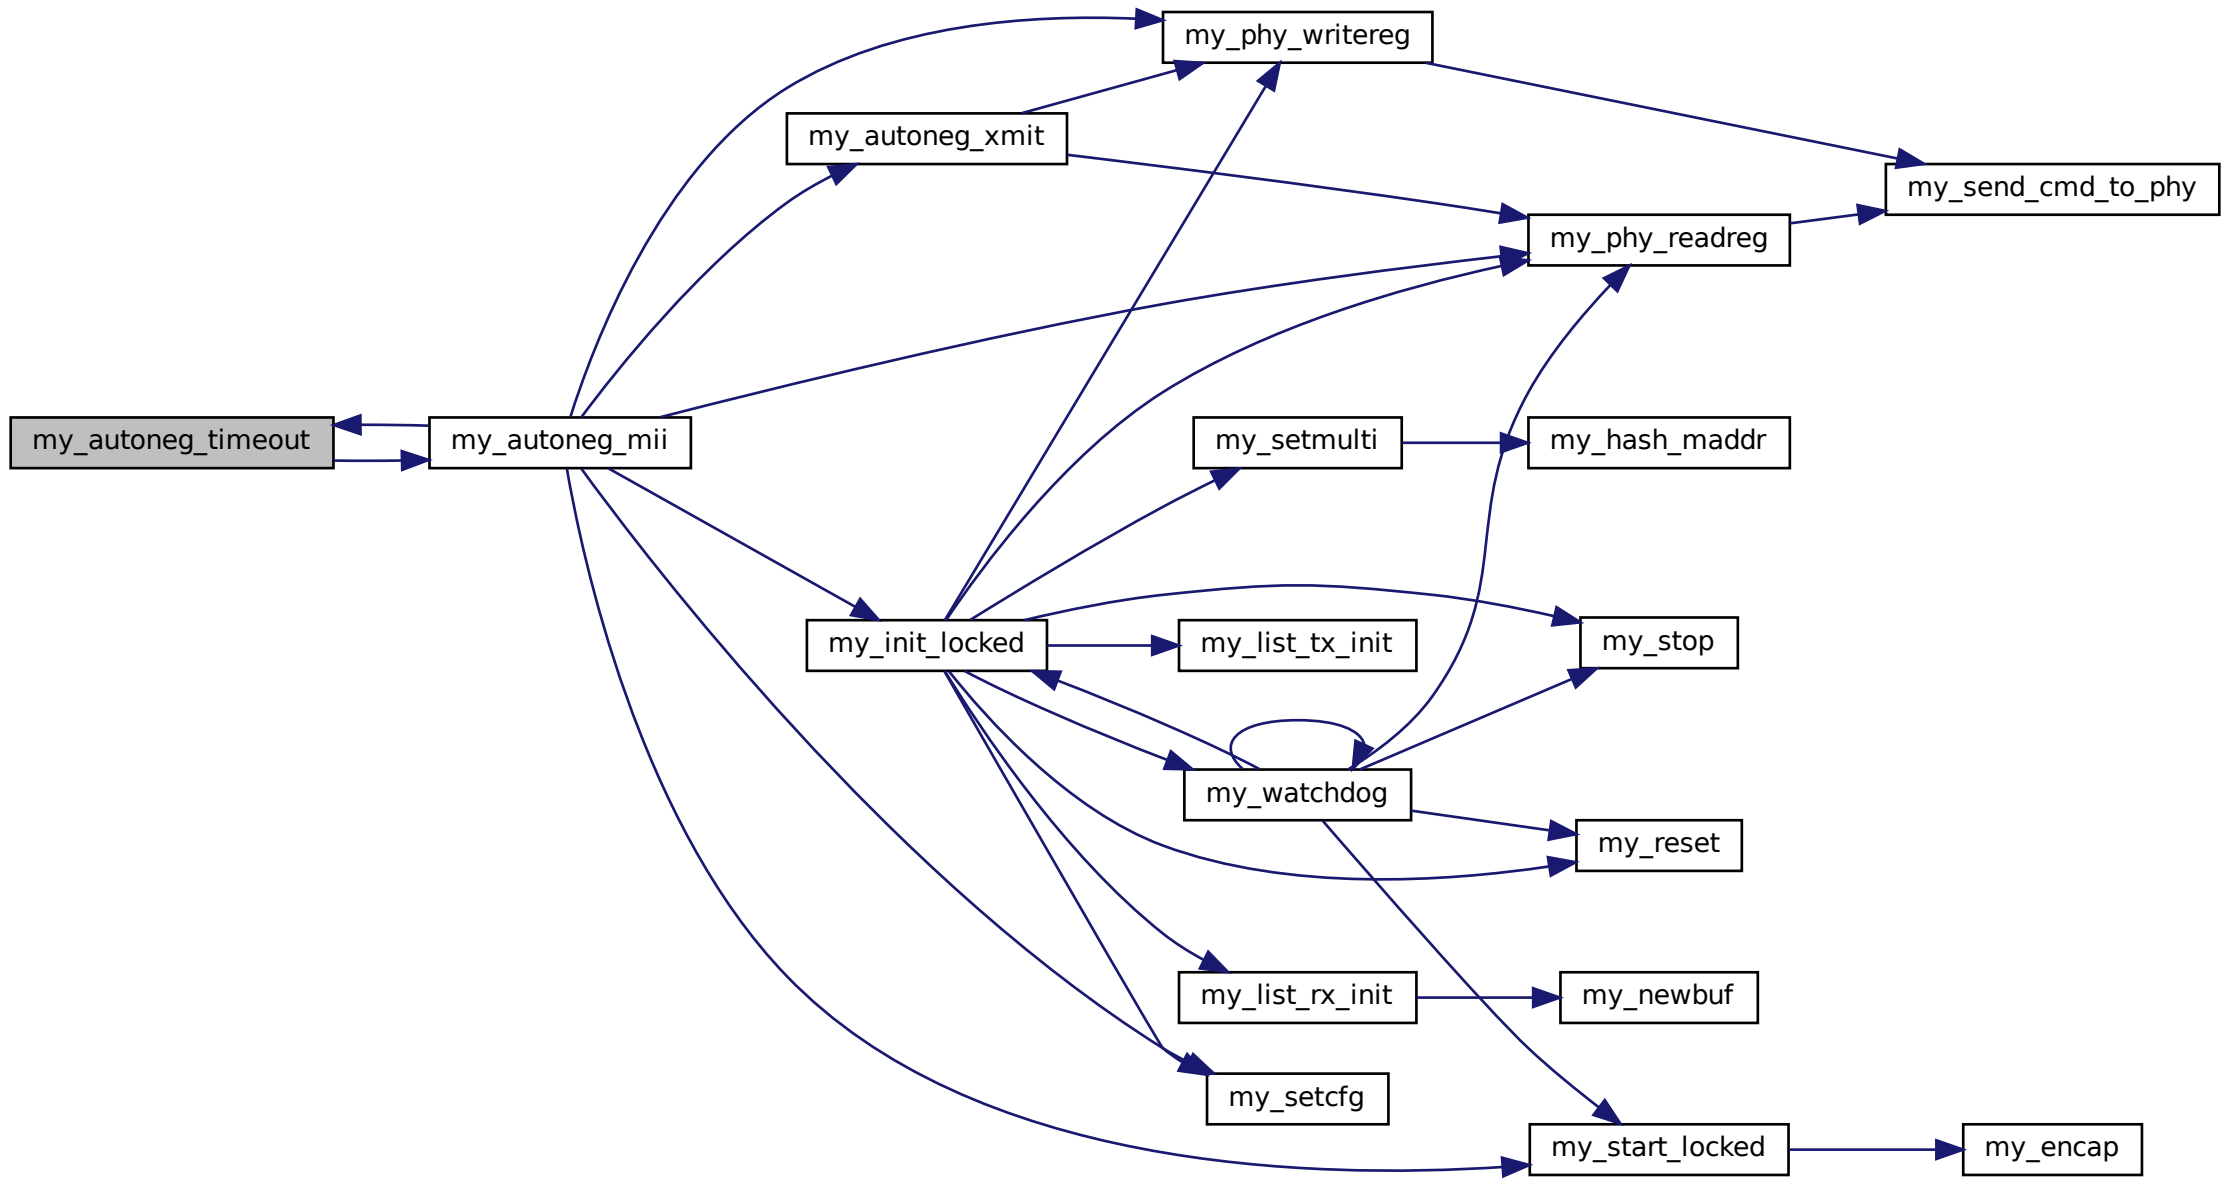 my_phy_writereg
my_autoneg_xmit
my_send_cmd_to_phy
my_phy_readreg
my_autoneg_timeout
my_autoneg_mii
my_setmulti
my_hash_maddr
my_init_locked
my_list_tx_init
my_stop
my_watchdog
my_reset
my_list_rx_init
my_newbuf
my_setcfg
my_start_locked
my_encap